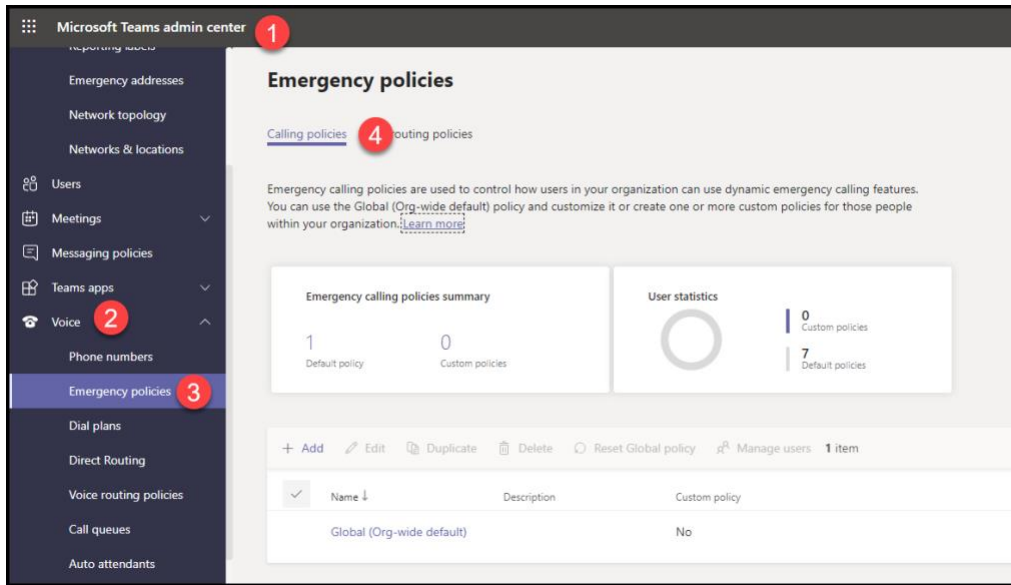 Microsoft Teams admin center
1
Reporting labels
Emergency addresses
Network topology
Networks & locations
Users
Meetings
Messaging policies
Teams apps
Voice
2
Phone numbers
Emergency policies
3
Dial plans
Direct Routing
Voice routing policies
Call queues
Auto attendants
Emergency policies
Calling policies
4
routing policies
Emergency calling policies are used to control how users in your organization can use dynamic emergency calling features.
You can use the Global (Org-wide default) policy and customize it or create one or more custom policies for those people
within your organization. Learn more
Emergency calling policies summary
1
Default policy
0
Custom policies
User statistics
0
Custom policies
7
Default policies
+ Add Edit Duplicate Delete Reset Global policy Manage users 1 item
Name ↓ Description Custom policy
Global (Org-wide default) No